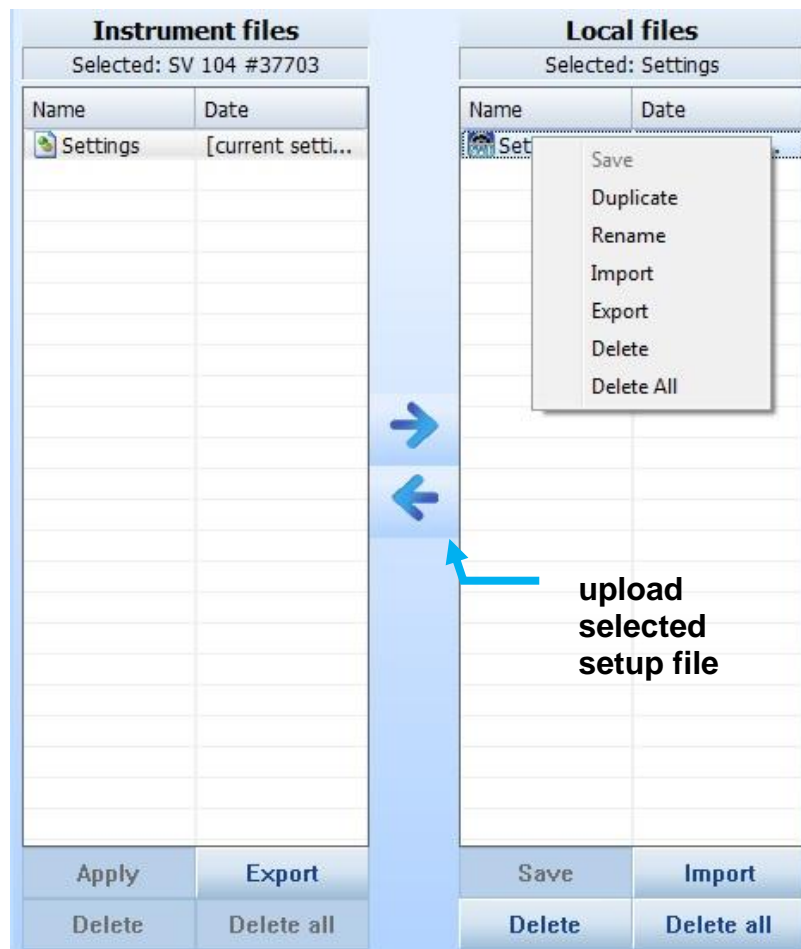 Instrument files
Selected: SV 104 #37703
Name Date
Settings [current setti...
Local files
Selected: Settings
Name Date
Set
Save
Duplicate
Rename
Import
Export
Delete
Delete All
upload
selected
setup file
Apply Export
Delete Delete all
Save Import
Delete Delete all